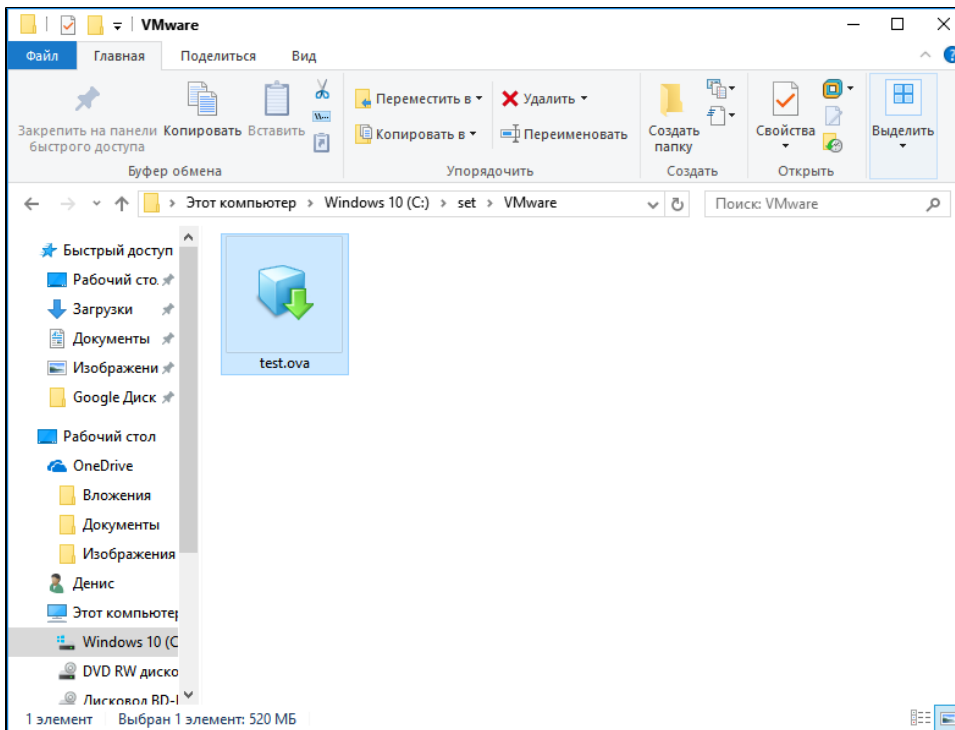 VMware
Файл Главная Поделиться Вид
Закрепить на панели быстрого доступа
Копировать
Вставить
Буфер обмена
Переместить в
Копировать в
Удалить
Переименовать
Упорядочить
Создать папку
Создать
Свойства
Открыть
Выделить
Этот компьютер > Windows 10 (C:) > set > VMware
Поиск: VMware
Быстрый доступ
Рабочий сто.
Загрузки
Документы
Изображени
Google Диск
Рабочий стол
OneDrive
Вложения
Документы
Изображения
Денис
Этот компьютер
Windows 10 (C
DVD RW диско
Дисковод BD-
test.ova
1 элемент Выбран 1 элемент: 520 МБ